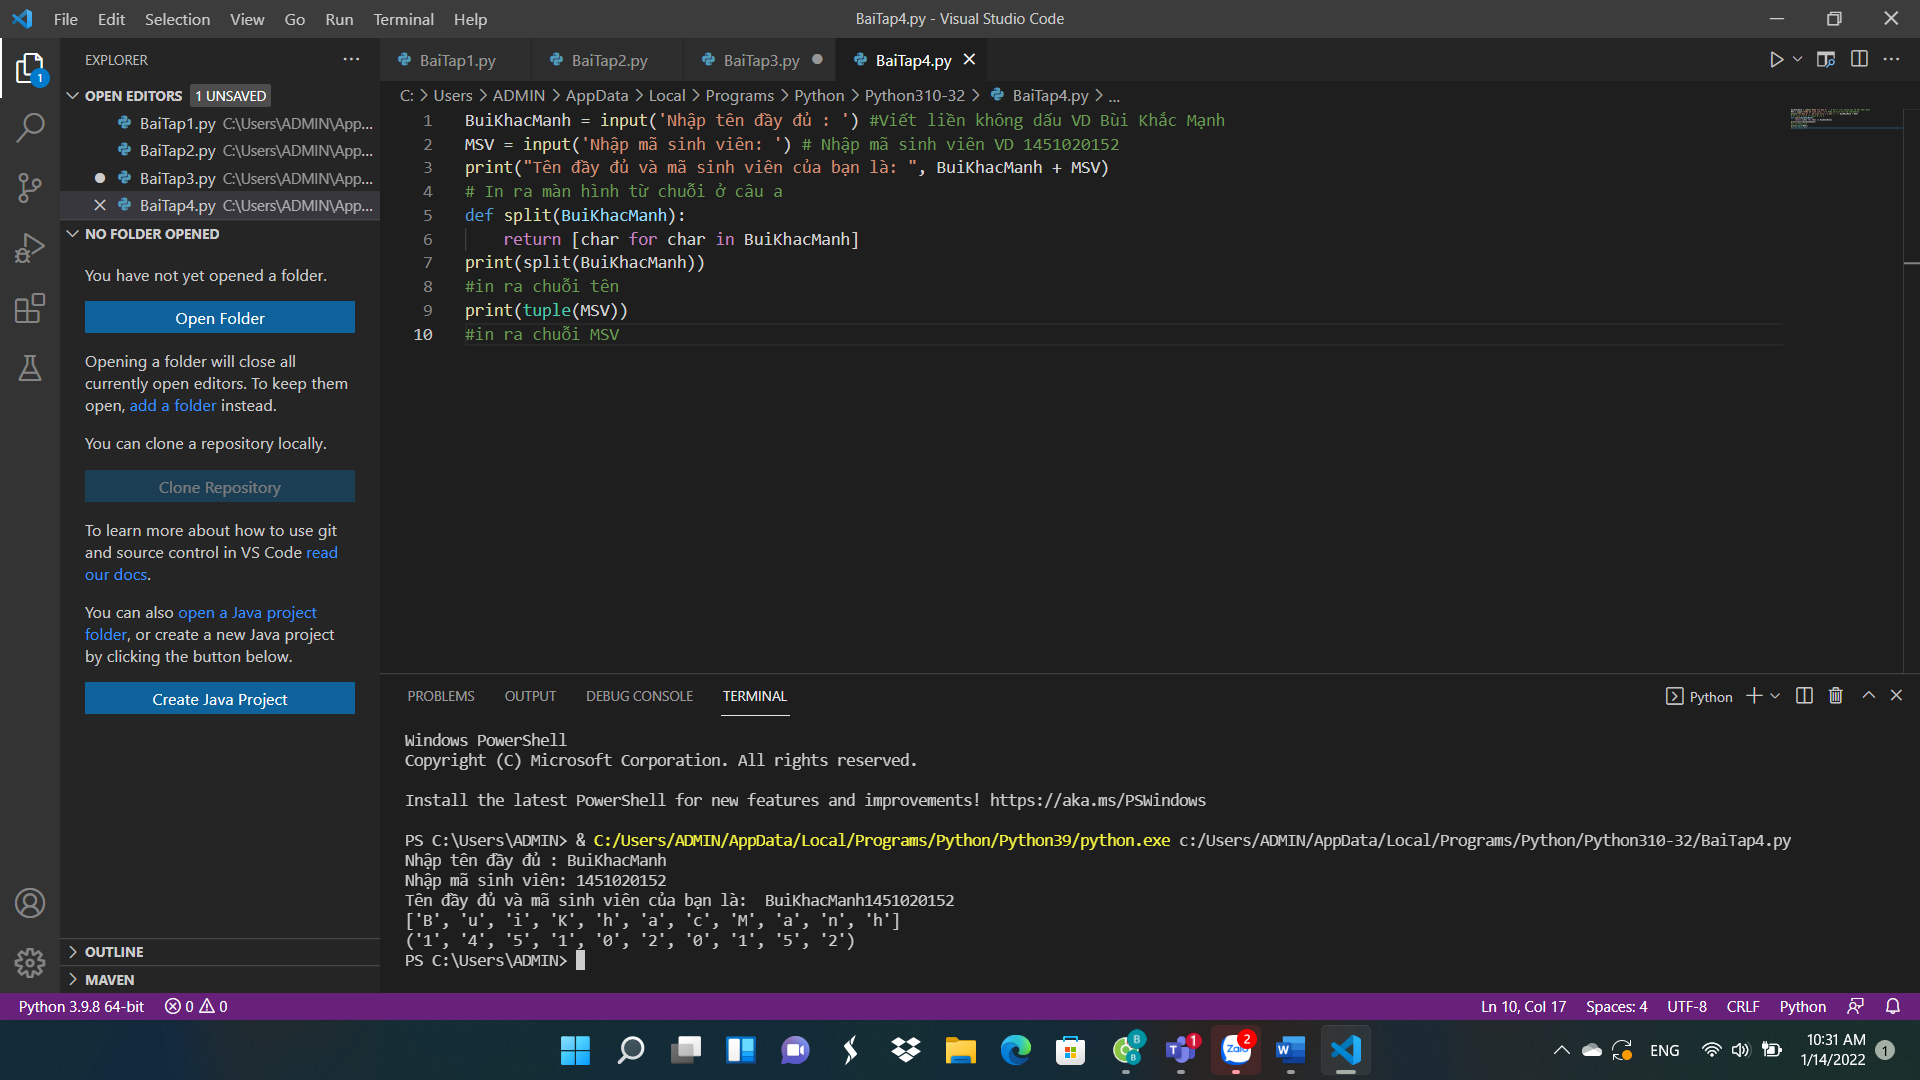 File Edit Selection View Go Run Terminal Help
BaiTap4.py - Visual Studio Code
EXPLORER
BaiTap1.py
BaiTap2.py
BaiTap3.py
BaiTap4.py
OPEN EDITORS 1 UNSAVED
BaiTap1.py C:\Users\ADMIN\App...
BaiTap2.py C:\Users\ADMIN\App...
BaiTap3.py C:\Users\ADMIN\App...
BaiTap4.py C:\Users\ADMIN\App...
NO FOLDER OPENED
You have not yet opened a folder.
Open Folder
Opening a folder will close all
currently open editors. To keep them
open, add a folder instead.
You can clone a repository locally.
Clone Repository
To learn more about how to use git
and source control in VS Code read
our docs.
You can also open a Java project
folder, or create a new Java project
by clicking the button below.
Create Java Project
OUTLINE
MAVEN
C: > Users > ADMIN > AppData > Local > Programs > Python > Python310-32 > BaiTap4.py > ...
1 BuiKhacManh = input('Nhập tên đầy đủ : ') #Viết liền không dấu VD Bùi Khắc Mạnh
2 MSV = input('Nhập mã sinh viên: ') # Nhập mã sinh viên VD 1451020152
3 print("Tên đầy đủ và mã sinh viên của bạn là: ", BuiKhacManh + MSV)
4 # In ra màn hình từ chuỗi ở câu a
5 def split(BuiKhacManh):
6     return [char for char in BuiKhacManh]
7 print(split(BuiKhacManh))
8 #in ra chuỗi tên
9 print(tuple(MSV))
10 #in ra chuỗi MSV
PROBLEMS OUTPUT DEBUG CONSOLE TERMINAL
Python
Windows PowerShell
Copyright (C) Microsoft Corporation. All rights reserved.
Install the latest PowerShell for new features and improvements! https://aka.ms/PSWindows
PS C:\Users\ADMIN> & C:/Users/ADMIN/AppData/Local/Programs/Python/Python39/python.exe c:/Users/ADMIN/AppData/Local/Programs/Python/Python310-32/BaiTap4.py
Nhập tên đầy đủ : BuiKhacManh
Nhập mã sinh viên: 1451020152
Tên đầy đủ và mã sinh viên của bạn là:  BuiKhacManh1451020152
['B', 'u', 'i', 'K', 'h', 'a', 'c', 'M', 'a', 'n', 'h']
('1', '4', '5', '1', '0', '2', '0', '1', '5', '2')
PS C:\Users\ADMIN>
Python 3.9.8 64-bit 0 0
Ln 10, Col 17 Spaces: 4 UTF-8 CRLF Python
B
B
1
2
Zalo
W
ENG
10:31 AM
1/14/2022
1